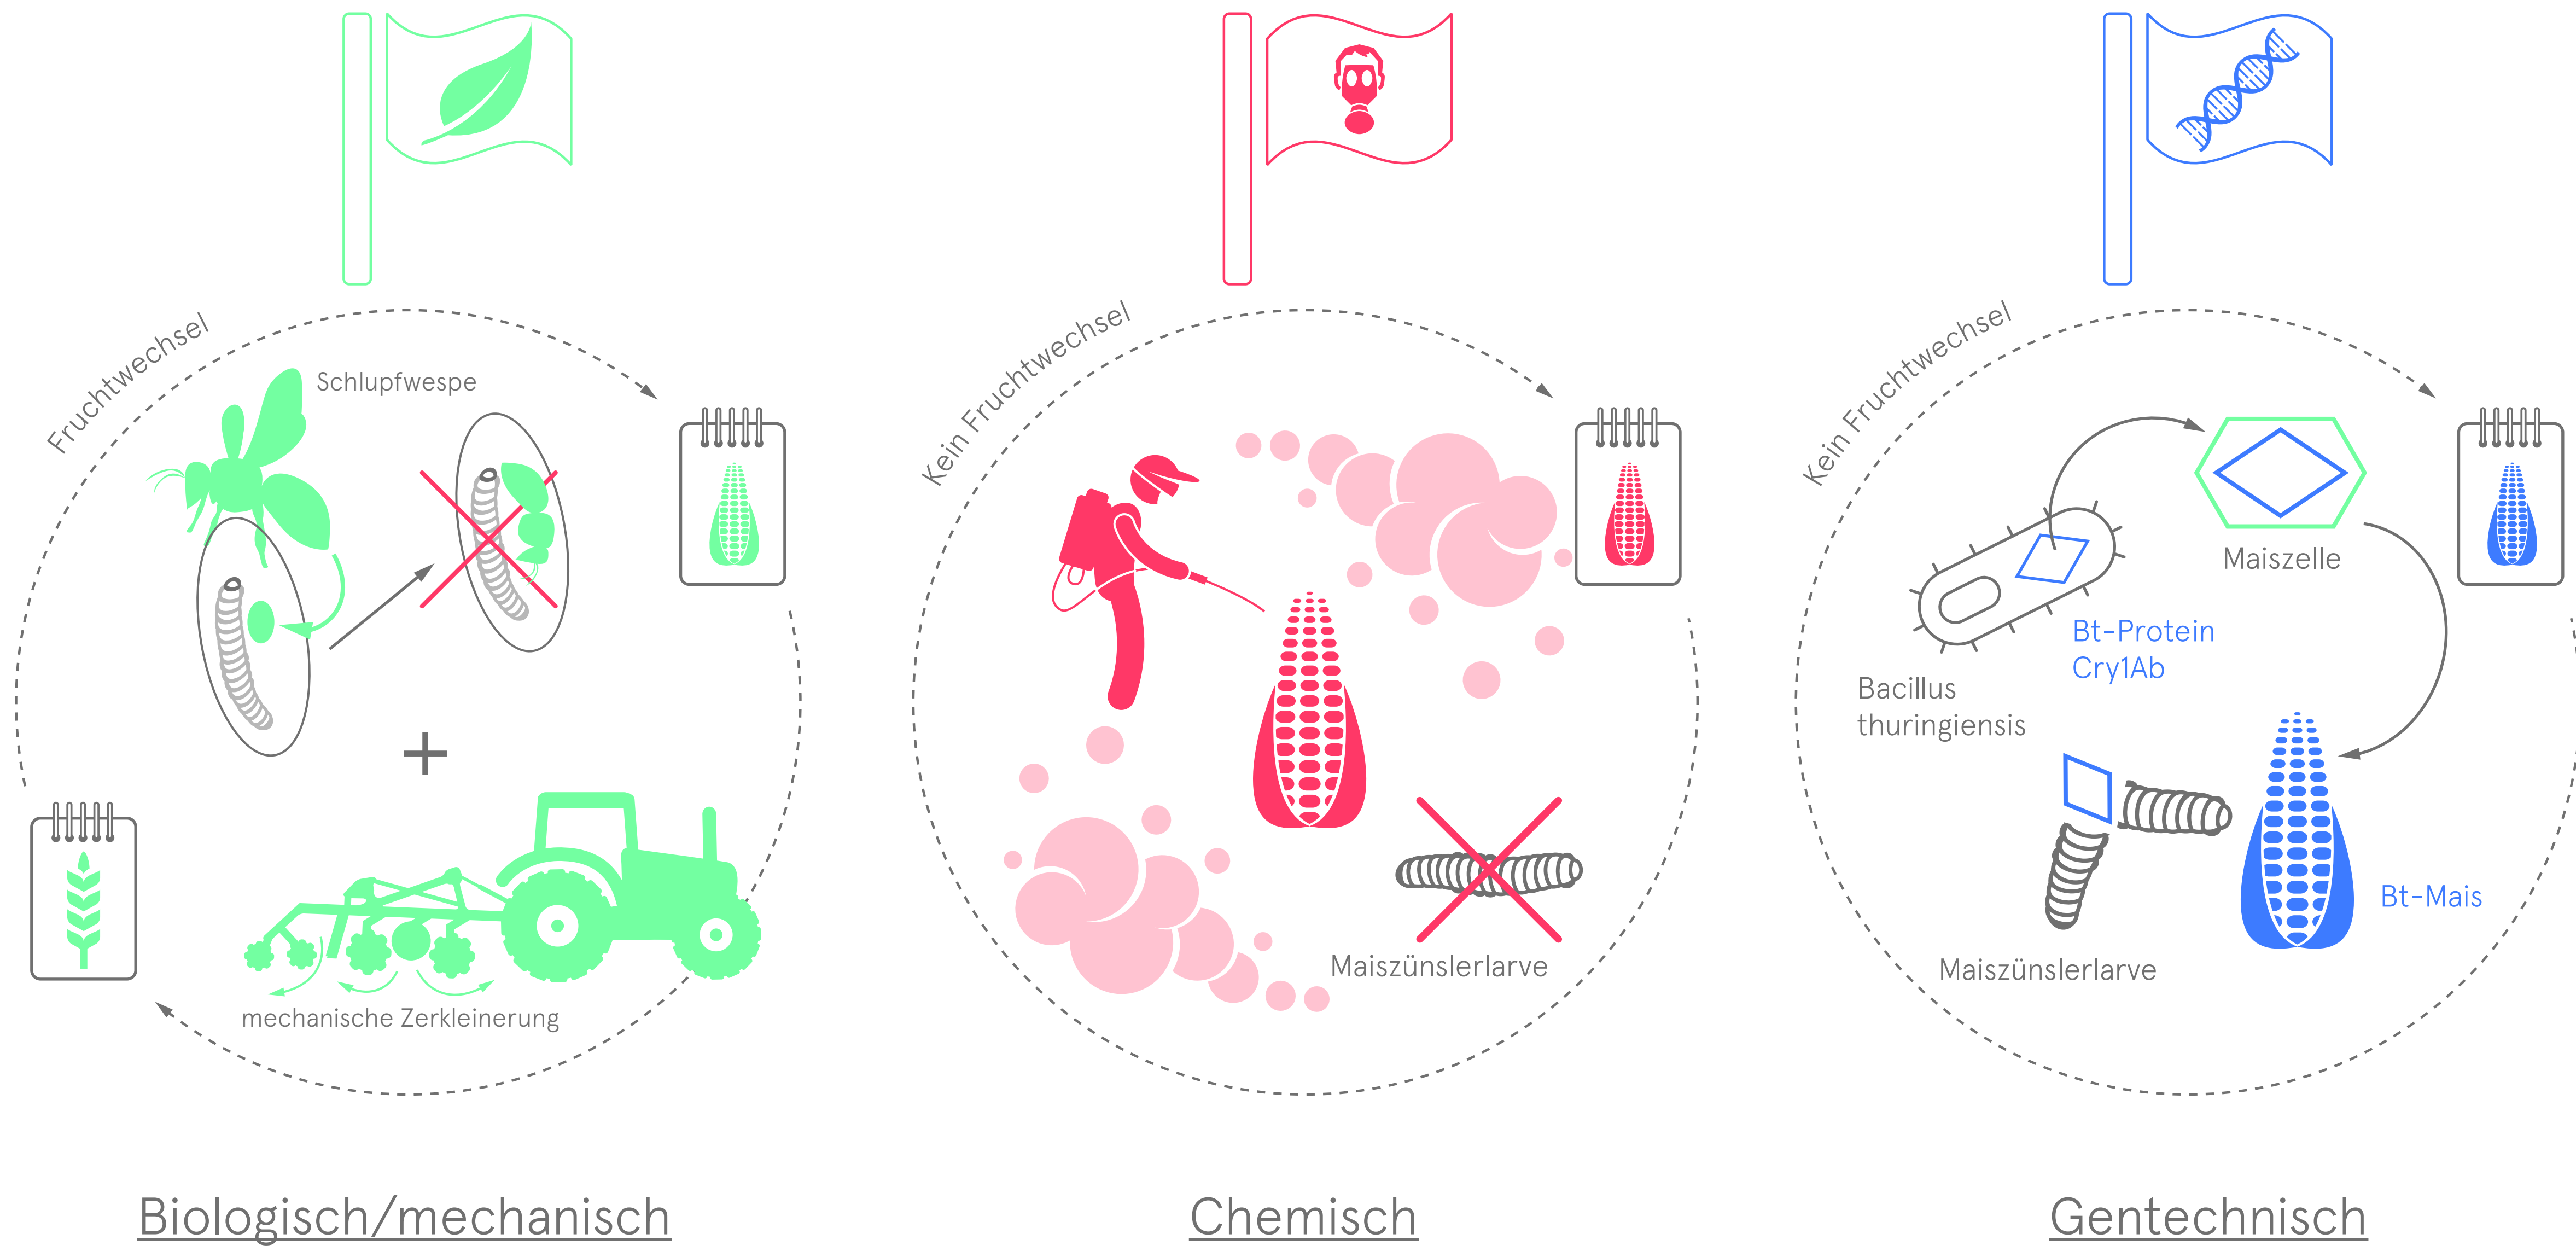 Fruchtwechsel
Schlupfwespe
mechanische Zerkleinerung
Biologisch/mechanisch
Kein Fruchtwechsel
Maiszünslerlarve
Chemisch
Kein Fruchtwechsel
Maiszelle
Bt-Protein
Cry1Ab
Bacillus
thuringiensis
Bt-Mais
Maiszünslerlarve
Gentechnisch